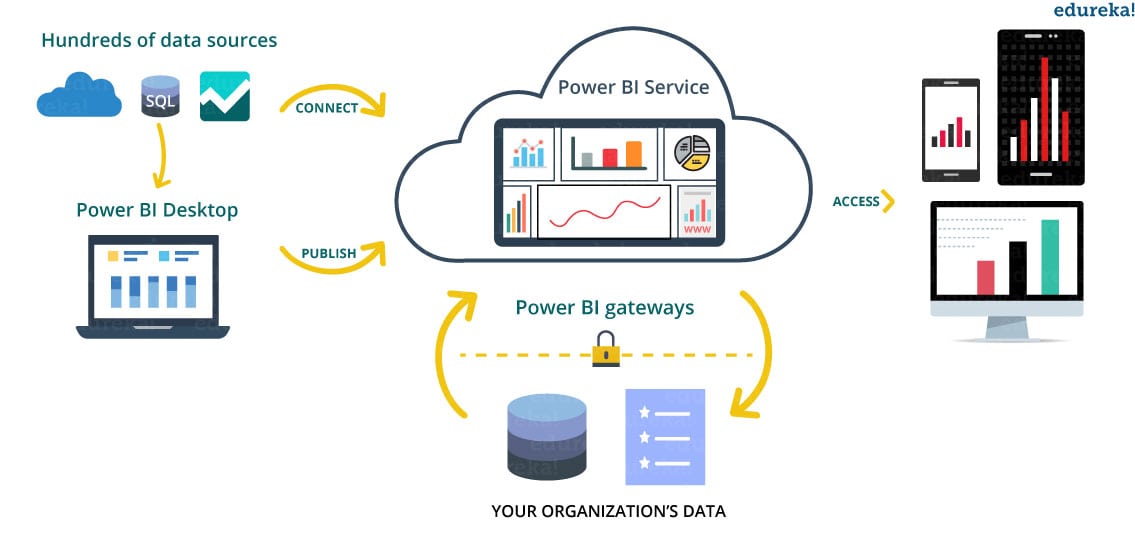 edureka!
Hundreds of data sources
SQL
CONNECT
Power BI Service
WWW
ACCESS
Power BI Desktop
PUBLISH
Power BI gateways
YOUR ORGANIZATION'S DATA